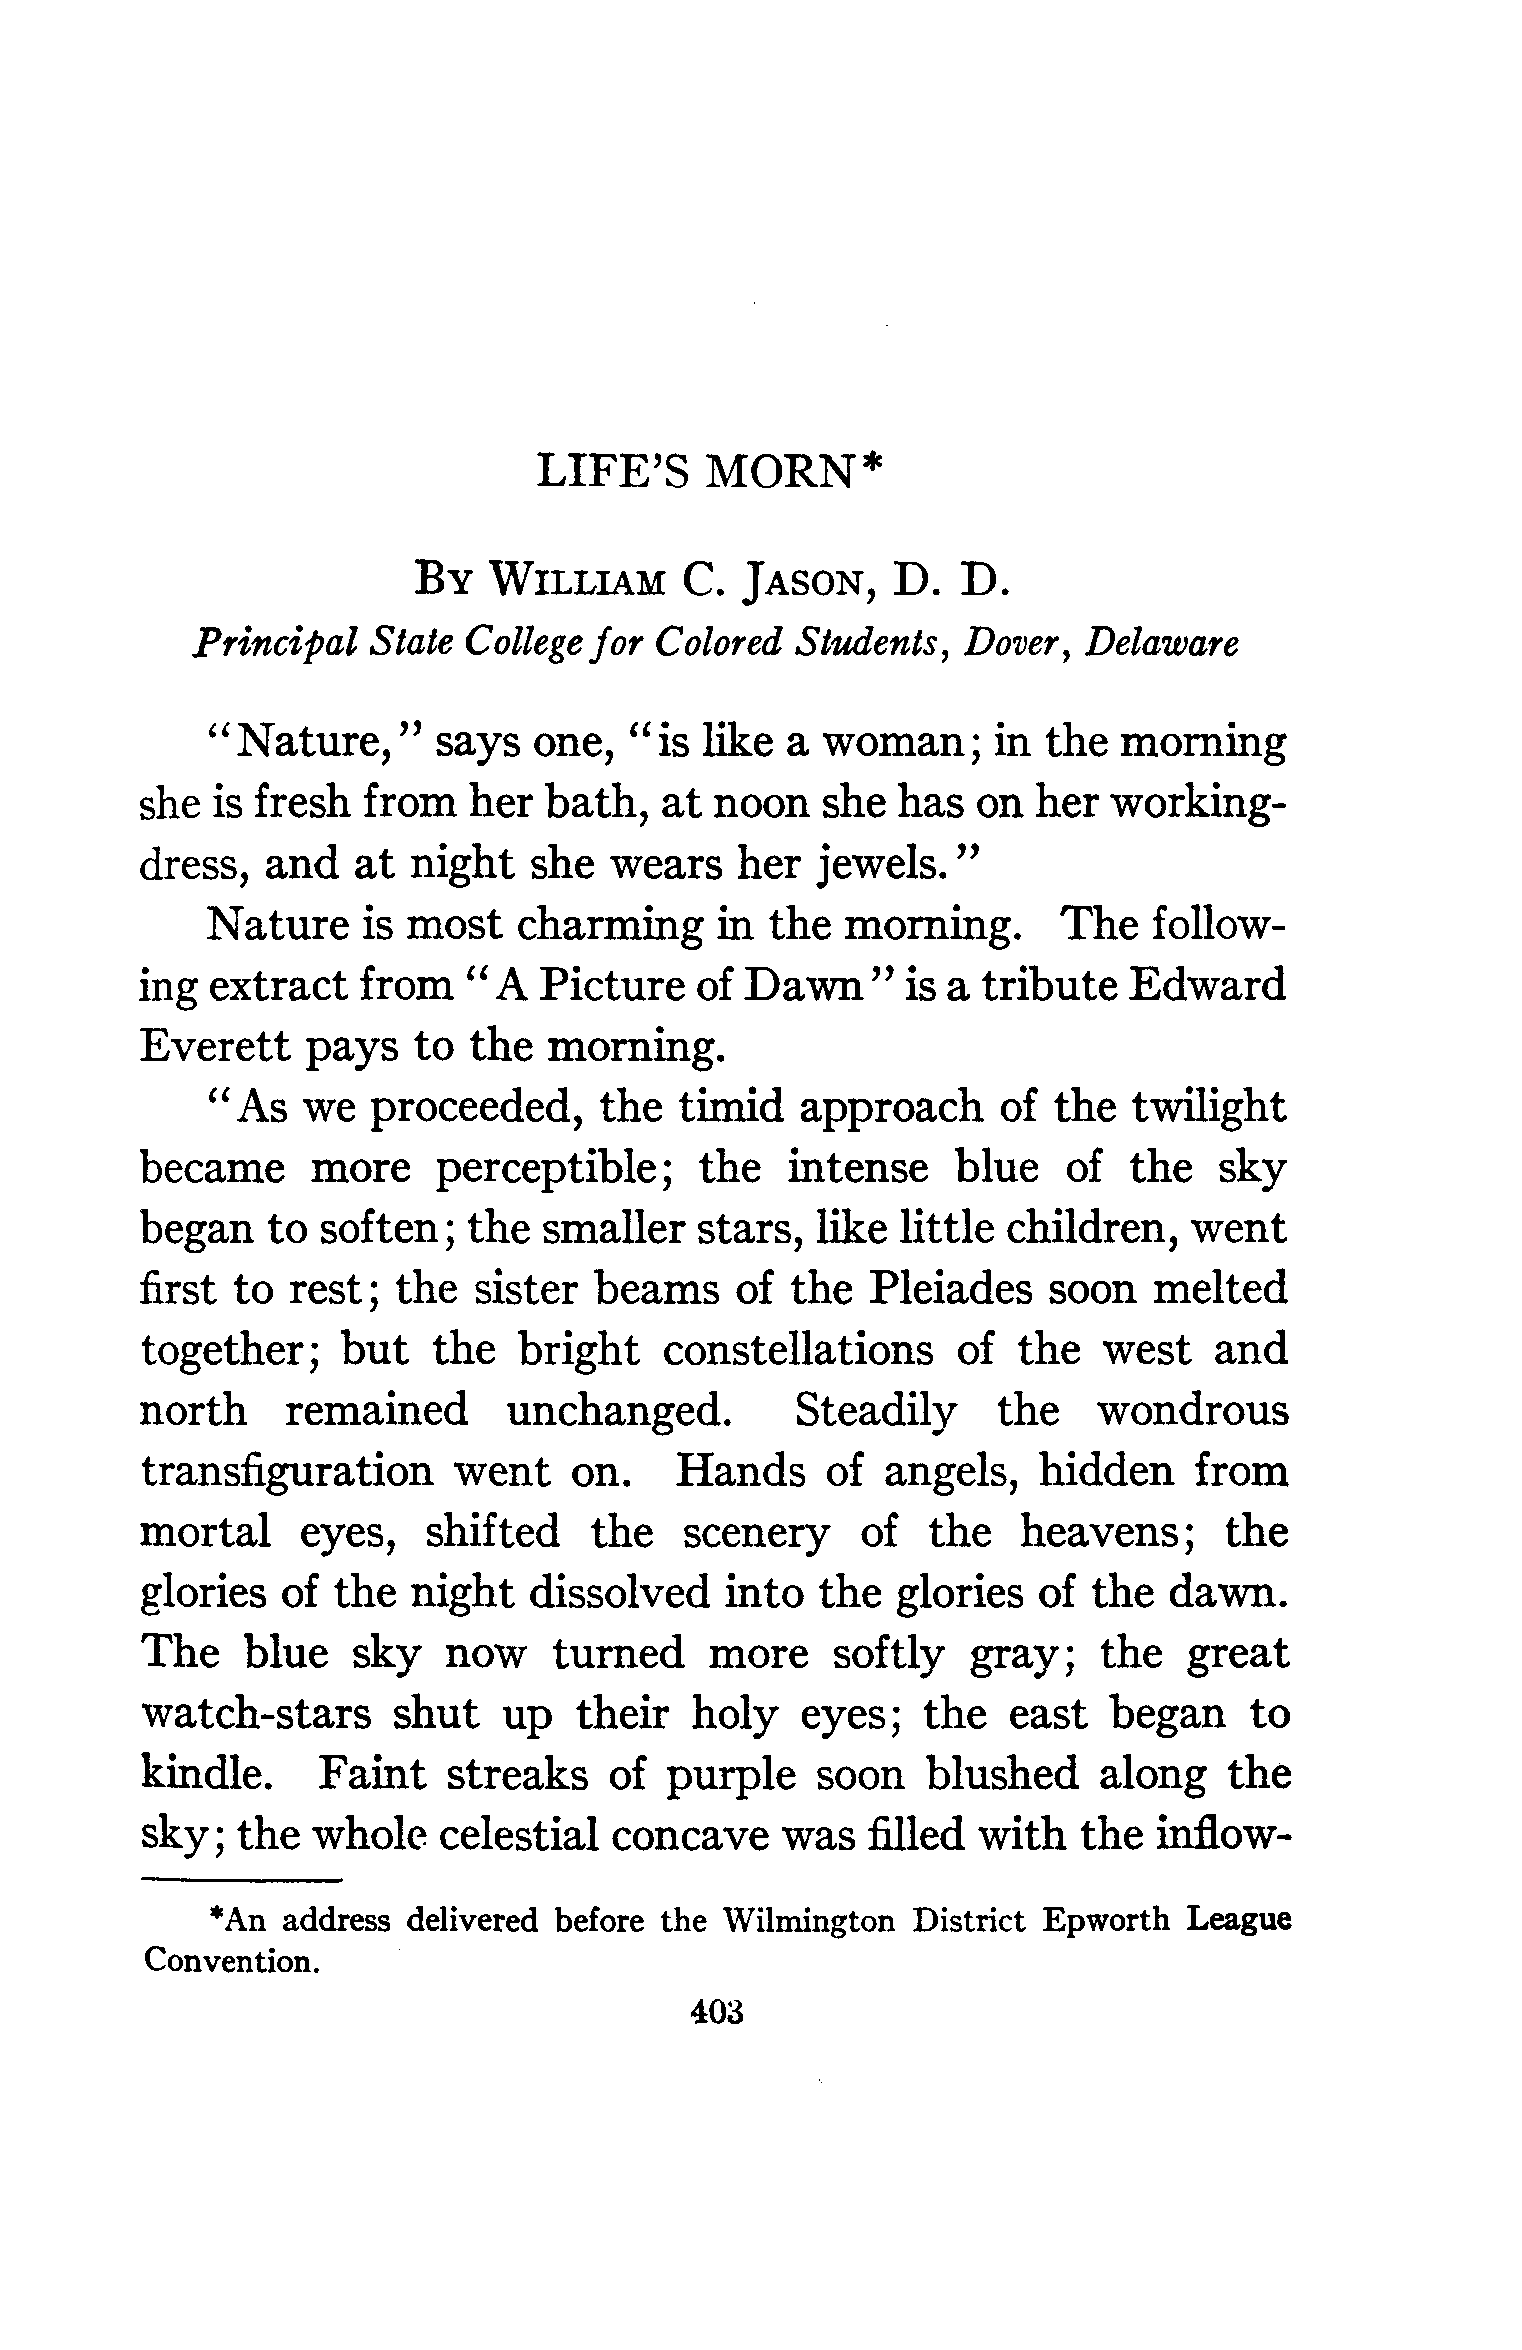 LIFE'S MORN*
By William C. Jason, D. D.
Principal State College for Colored Students, Dover, Delaware
"Nature," says one, "is like a woman; in the morning
she is fresh from her bath, at noon she has on her working-
dress, and at night she wears her jewels."
Nature is most charming in the morning. The follow-
ing extract from "A Picture of Dawn" is a tribute Edward
Everett pays to the morning.
"As we proceeded, the timid approach of the twilight
became more perceptible; the intense blue of the sky
began to soften; the smaller stars, like little children, went
first to rest; the sister beams of the Pleiades soon melted
together; but the bright constellations of the west and
north remained unchanged. Steadily the wondrous
transfiguration went on. Hands of angels, hidden from
mortal eyes, shifted the scenery of the heavens; the
glories of the night dissolved into the glories of the dawn.
The blue sky now turned more softly gray; the great
watch-stars shut up their holy eyes; the east began to
kindle. Faint streaks of purple soon blushed along the
sky; the whole celestial concave was filled with the inflow-
*An address delivered before the Wilmington District Epworth League
Convention.
403